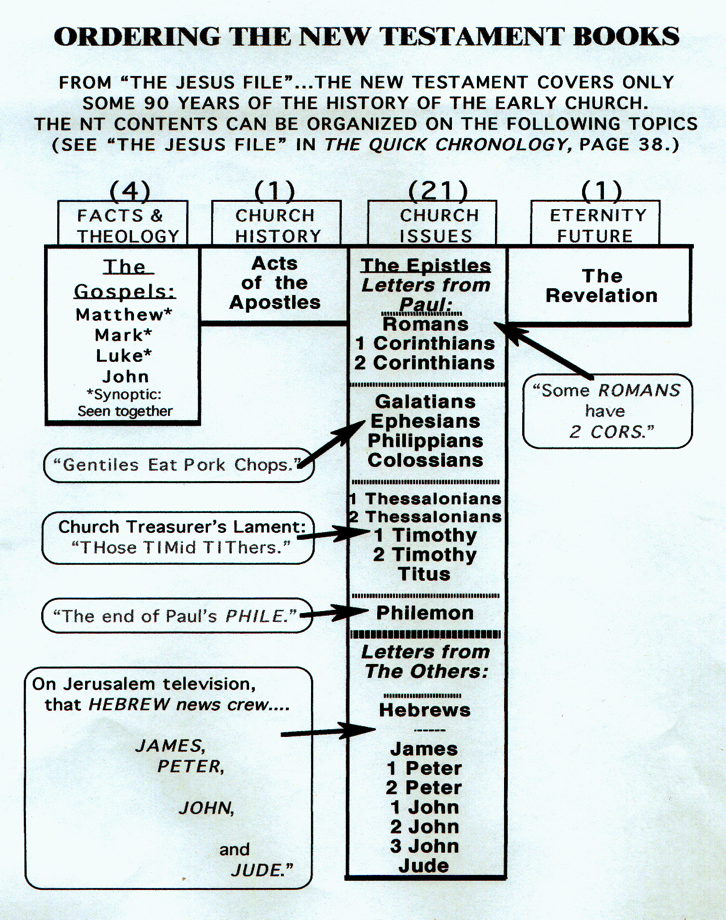 ORDERING THE NEW TESTAMENT BOOKS
FROM “THE JESUS FILE”...THE NEW TESTAMENT COVERS ONLY
SOME 90 YEARS OF THE HISTORY OF THE EARLY CHURCH.
THE NT CONTENTS CAN BE ORGANIZED ON THE FOLLOWING TOPICS
(SEE “THE JESUS FILE” IN THE QUICK CHRONOLOGY, PAGE 38.)
(4)
FACTS &
THEOLOGY
The
Gospels:
Matthew*
Mark*
Luke*
John
*Synoptic:
Seen together
(1)
CHURCH
HISTORY
Acts
of the
Apostles
(21)
CHURCH
ISSUES
The Epistles
Letters from
Paul:
Romans
1 Corinthians
2 Corinthians
Galatians
Ephesians
Philippians
Colossians
1 Thessalonians
2 Thessalonians
1 Timothy
2 Timothy
Titus
Philemon
Letters from
The Others:
Hebrews
James
1 Peter
2 Peter
1 John
2 John
3 John
Jude
(1)
ETERNITY
FUTURE
The
Revelation
“Some ROMANS
have
2 CORS.”
“Gentiles Eat Pork Chops.”
Church Treasurer’s Lament:
“THose TIMid TIThers.”
“The end of Paul’s PHILE.”
On Jerusalem television,
that HEBREW news crew....
JAMES,
PETER,
JOHN,
and
JUDE.”